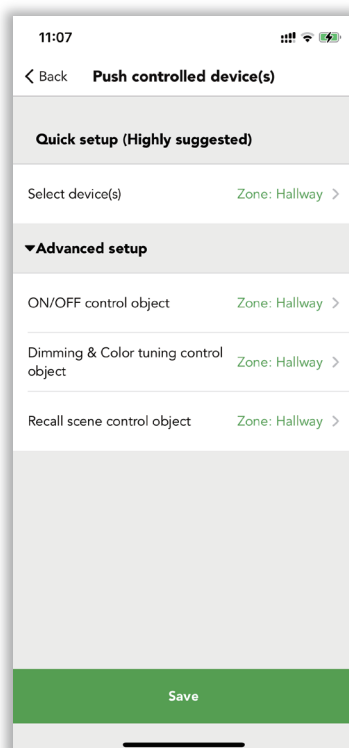 11:07
Back Push controlled device(s)
Quick setup (Highly suggested)
Select device(s) Zone: Hallway
Advanced setup
ON/OFF control object Zone: Hallway
Dimming & Color tuning control
object Zone: Hallway
Recall scene control object Zone: Hallway
Save